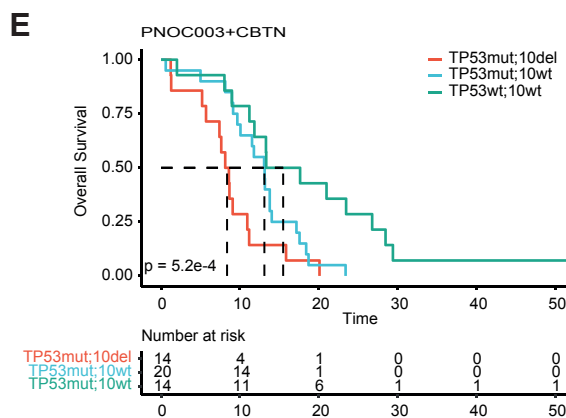 E
PNOC003+CBTN
TP53mut;10del
TP53mut;10wt
TP53wt;10wt
Overall Survival
1.00
0.75
0.50
0.25
0.00
p = 5.2e-4
0 10 20 30 40 50
Time
Number at risk
TP53mut;10del 14 4 1 0 0 0
TP53mut;10wt 20 14 1 0 0 0
TP53mut;10wt 14 11 6 1 1 1
0 10 20 30 40 50